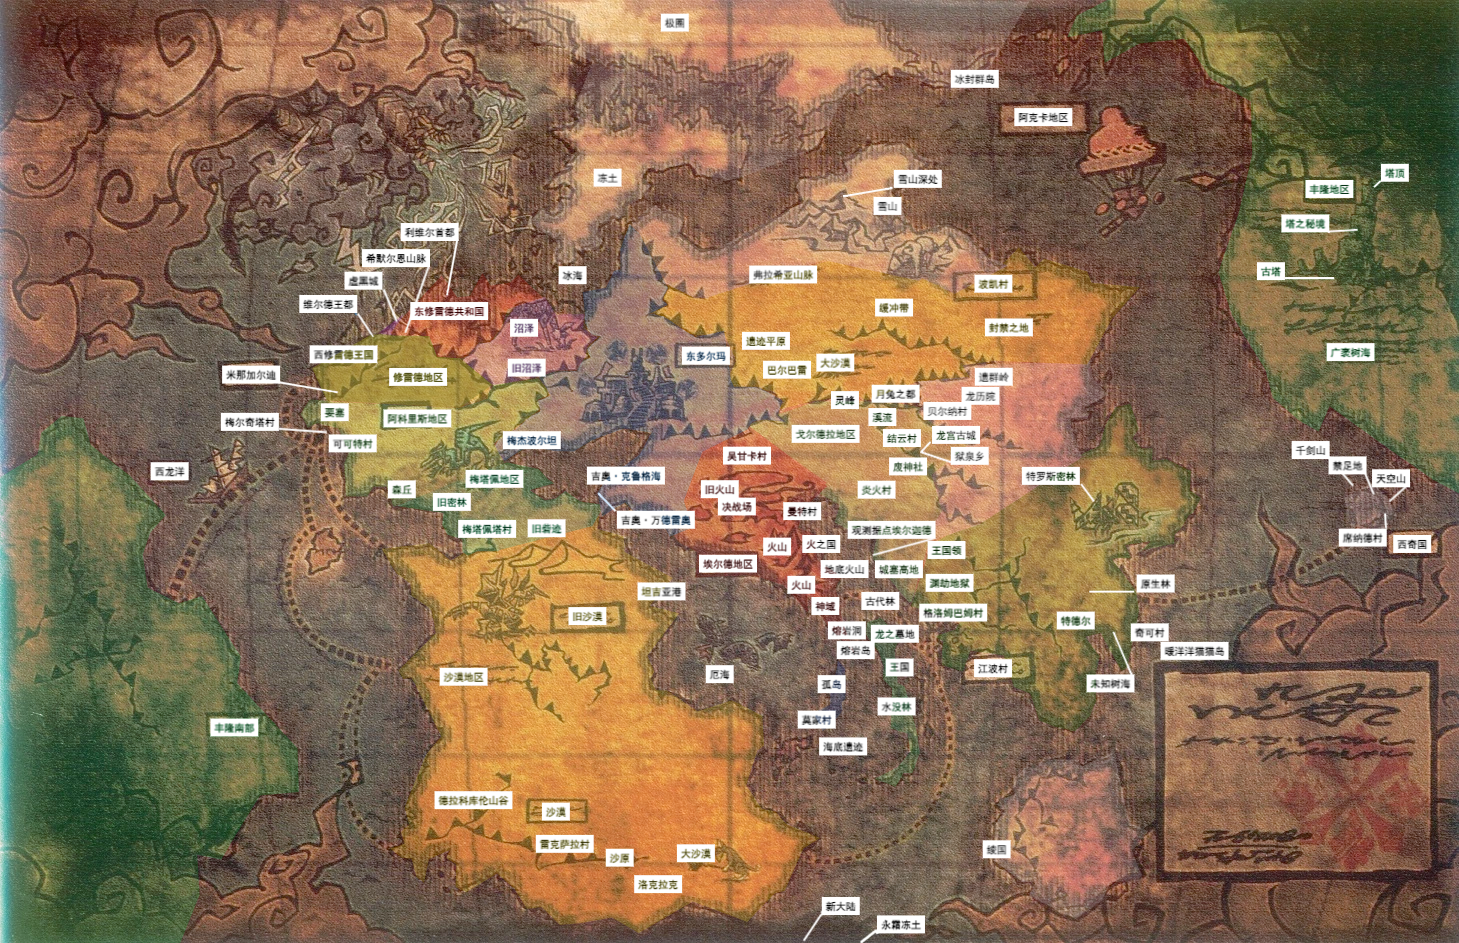 极圈
冰封群岛
阿克卡地区
塔顶
冻土
雪山深处
丰隆地区
雪山
塔之秘境
利维尔首都
希默尔恩山脉
古塔
冰海
弗拉希亚山脉
虚黑城
波凯村
维尔德王都
东修雷德共和国
缓冲带
沼泽
封禁之地
遗迹平原
广袤树海
西修雷德王国
东多尔玛
大沙漠
旧沼泽
巴尔巴雷
米那加尔迪
修雷德地区
遗群岭
月兔之都
龙历院
灵峰
要塞
贝尔纳村
阿科里斯地区
溪流
梅尔奇塔村
戈尔德拉地区
结云村
龙宫古城
可可特村
梅杰波尔坦
千剑山
吴甘卡村
狱泉乡
禁足地
西龙洋
废神社
吉奥·克鲁格海
特罗斯密林
天空山
梅塔佩地区
森丘
旧火山
炎火村
旧密林
决战场
曼特村
吉奥·万德雷奥
梅塔佩塔村
旧砦迹
观测据点埃尔迦德
席纳德村
西奇国
火山
火之国
王国领
埃尔德地区
地底火山
城塞高地
火山
渊劫地狱
原生林
坦吉亚港
古代林
神域
旧沙漠
格洛姆巴姆村
特德尔
熔岩洞
龙之墓地
奇可村
熔岩岛
暖洋洋猫猫岛
王国
江波村
沙漠地区
厄海
孤岛
未知树海
水没林
莫家村
丰隆南部
海底遗迹
德拉科库伦山谷
沙漠
雷克萨拉村
绫国
大沙漠
沙原
洛克拉克
新大陆
永霜冻土